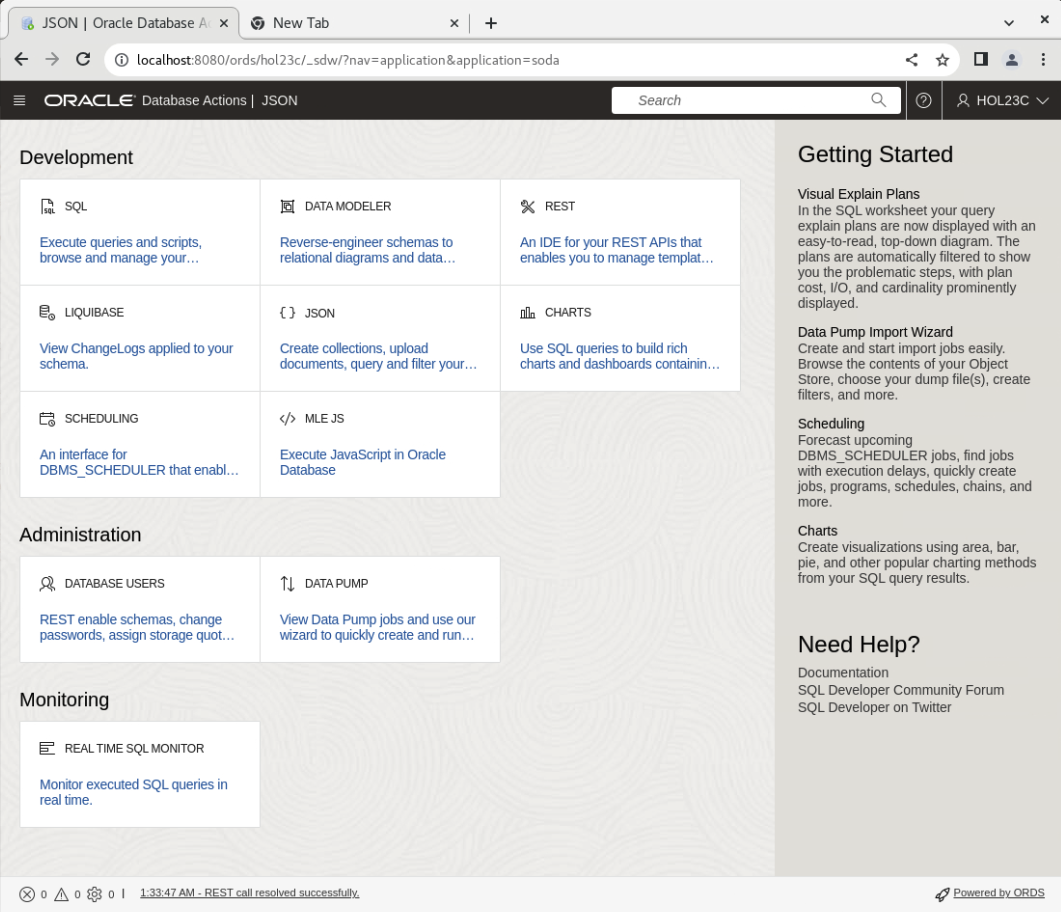 JSON | Oracle Database A
New Tab
localhost:8080/ords/hol23c/_sdw/?nav=application&application=soda
ORACLE Database Actions | JSON
Search
HOL23C
Development
SQL
Execute queries and scripts,
browse and manage your…
DATA MODELER
Reverse-engineer schemas to
relational diagrams and data…
REST
An IDE for your REST APIs that
enables you to manage templat…
LIQUIBASE
View ChangeLogs applied to your
schema.
JSON
Create collections, upload
documents, query and filter your…
CHARTS
Use SQL queries to build rich
charts and dashboards containin…
SCHEDULING
An interface for
DBMS_SCHEDULER that enabl…
MLE JS
Execute JavaScript in Oracle
Database
Administration
DATABASE USERS
REST enable schemas, change
passwords, assign storage quot…
DATA PUMP
View Data Pump jobs and use our
wizard to quickly create and run…
Monitoring
REAL TIME SQL MONITOR
Monitor executed SQL queries in
real time.
Getting Started
Visual Explain Plans
In the SQL worksheet your query
explain plans are now displayed with an
easy-to-read, top-down diagram. The
plans are automatically filtered to show
you the problematic steps, with plan
cost, I/O, and cardinality prominently
displayed.
Data Pump Import Wizard
Create and start import jobs easily.
Browse the contents of your Object
Store, choose your dump file(s), create
filters, and more.
Scheduling
Forecast upcoming
DBMS_SCHEDULER jobs, find jobs
with execution delays, quickly create
jobs, programs, schedules, chains, and
more.
Charts
Create visualizations using area, bar,
pie, and other popular charting methods
from your SQL query results.
Need Help?
Documentation
SQL Developer Community Forum
SQL Developer on Twitter
0 0 0 | 1:33:47 AM - REST call resolved successfully.
Powered by ORDS